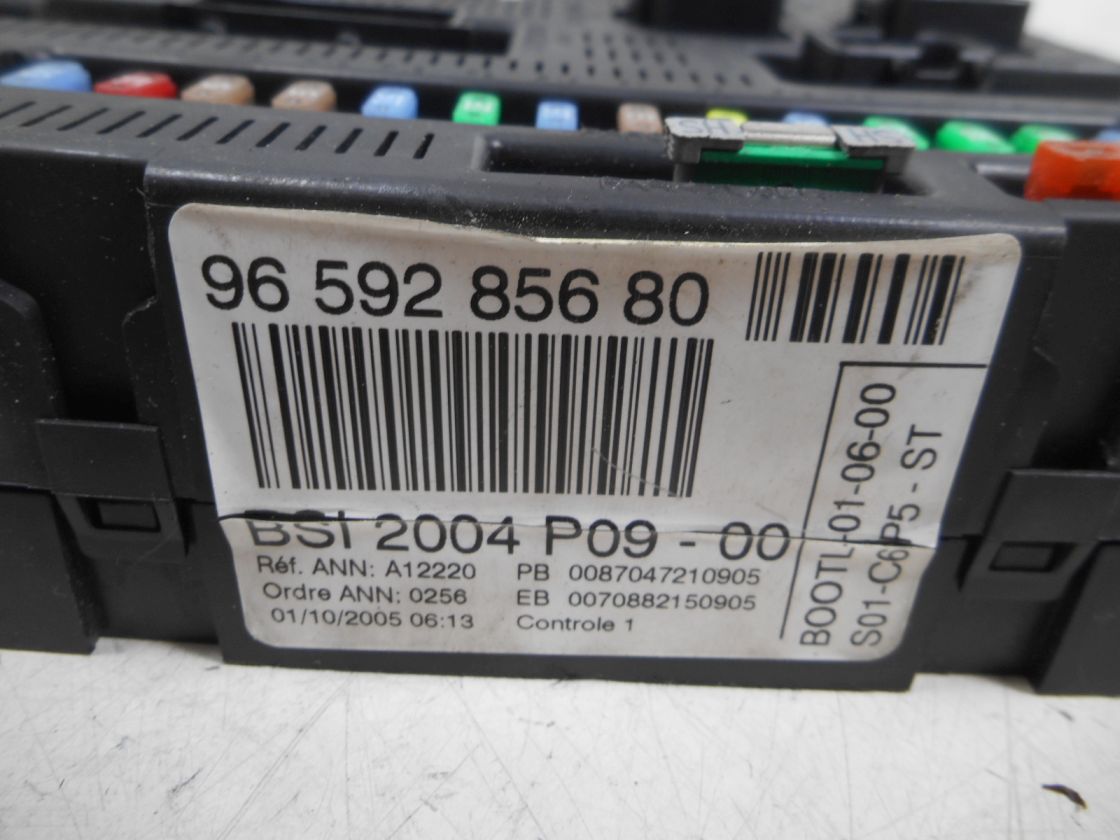 96 592 856 80
BSI 2004 P09 - 00
Réf. ANN: A12220 PB 0087047210905
Ordre ANN: 0256 EB 0070882150905
01/10/2005 06:13 Controle 1
BOOTL-01-06-00
S01-C6P5 - ST